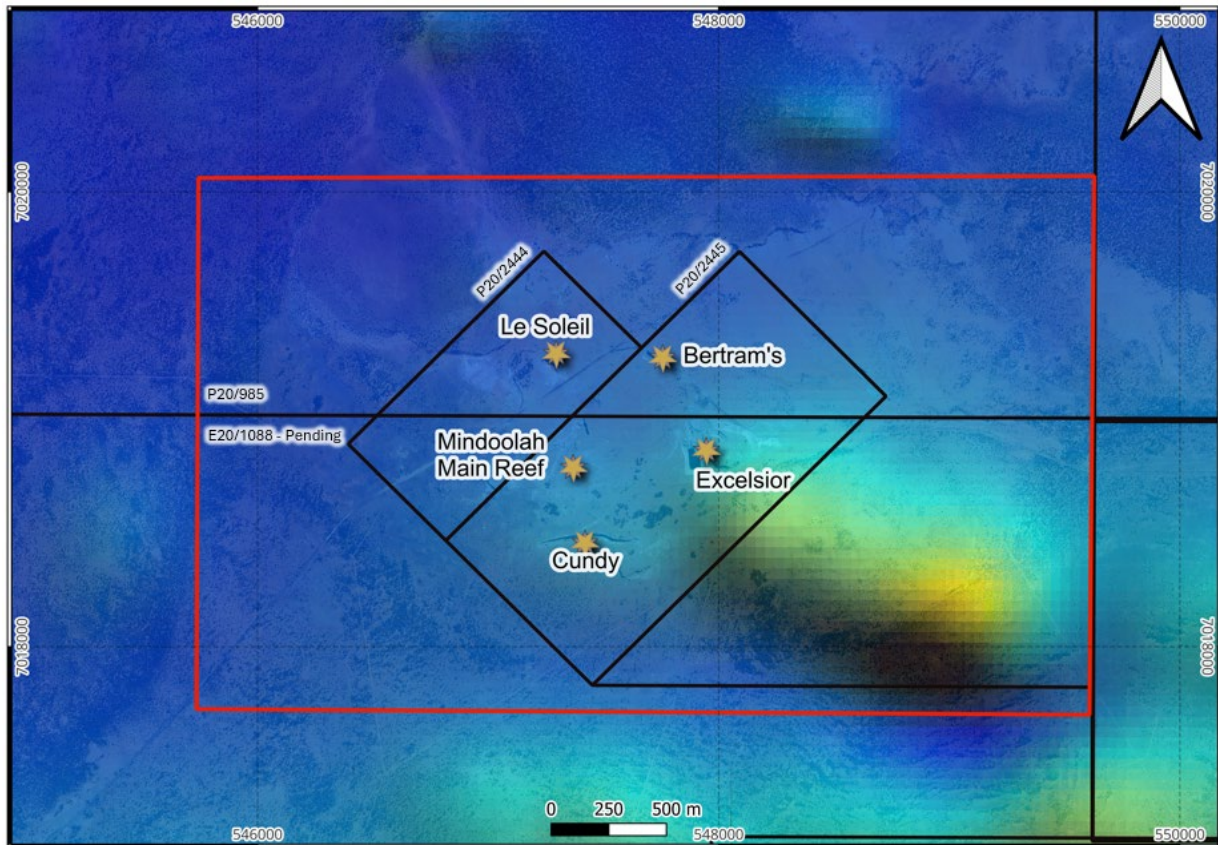 546000
548000
550000
7020000
7020000
P20/2444
P20/2445
Le Soleil
Bertram's
P20/985
E20/1088 - Pending
Mindoolah
Main Reef
Excelsior
Cundy
7018000
7018000
0 250 500 m
546000
548000
550000